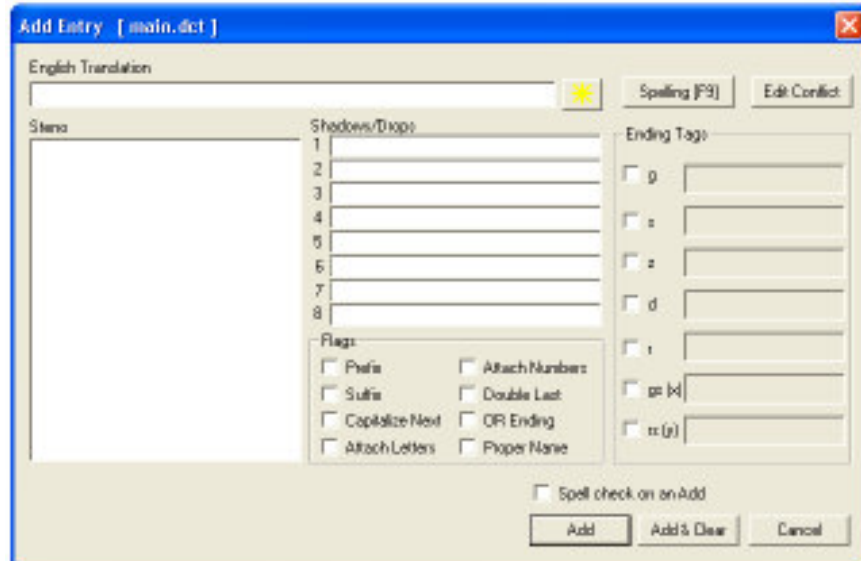 Add Entry [ main.dct ]
English Translation
Spelling [F9]
Edit Conflict
Steno
Shadows/Drops
1
2
3
4
5
6
7
8
Flags
Prefix
Attach Numbers
Suffix
Double Last
Capitalize Next
OR Ending
Attach Letters
Proper Name
Ending Tags
g
s
z
d
r
gs (x)
Spell check on an Add
Add
Add & Clear
Cancel